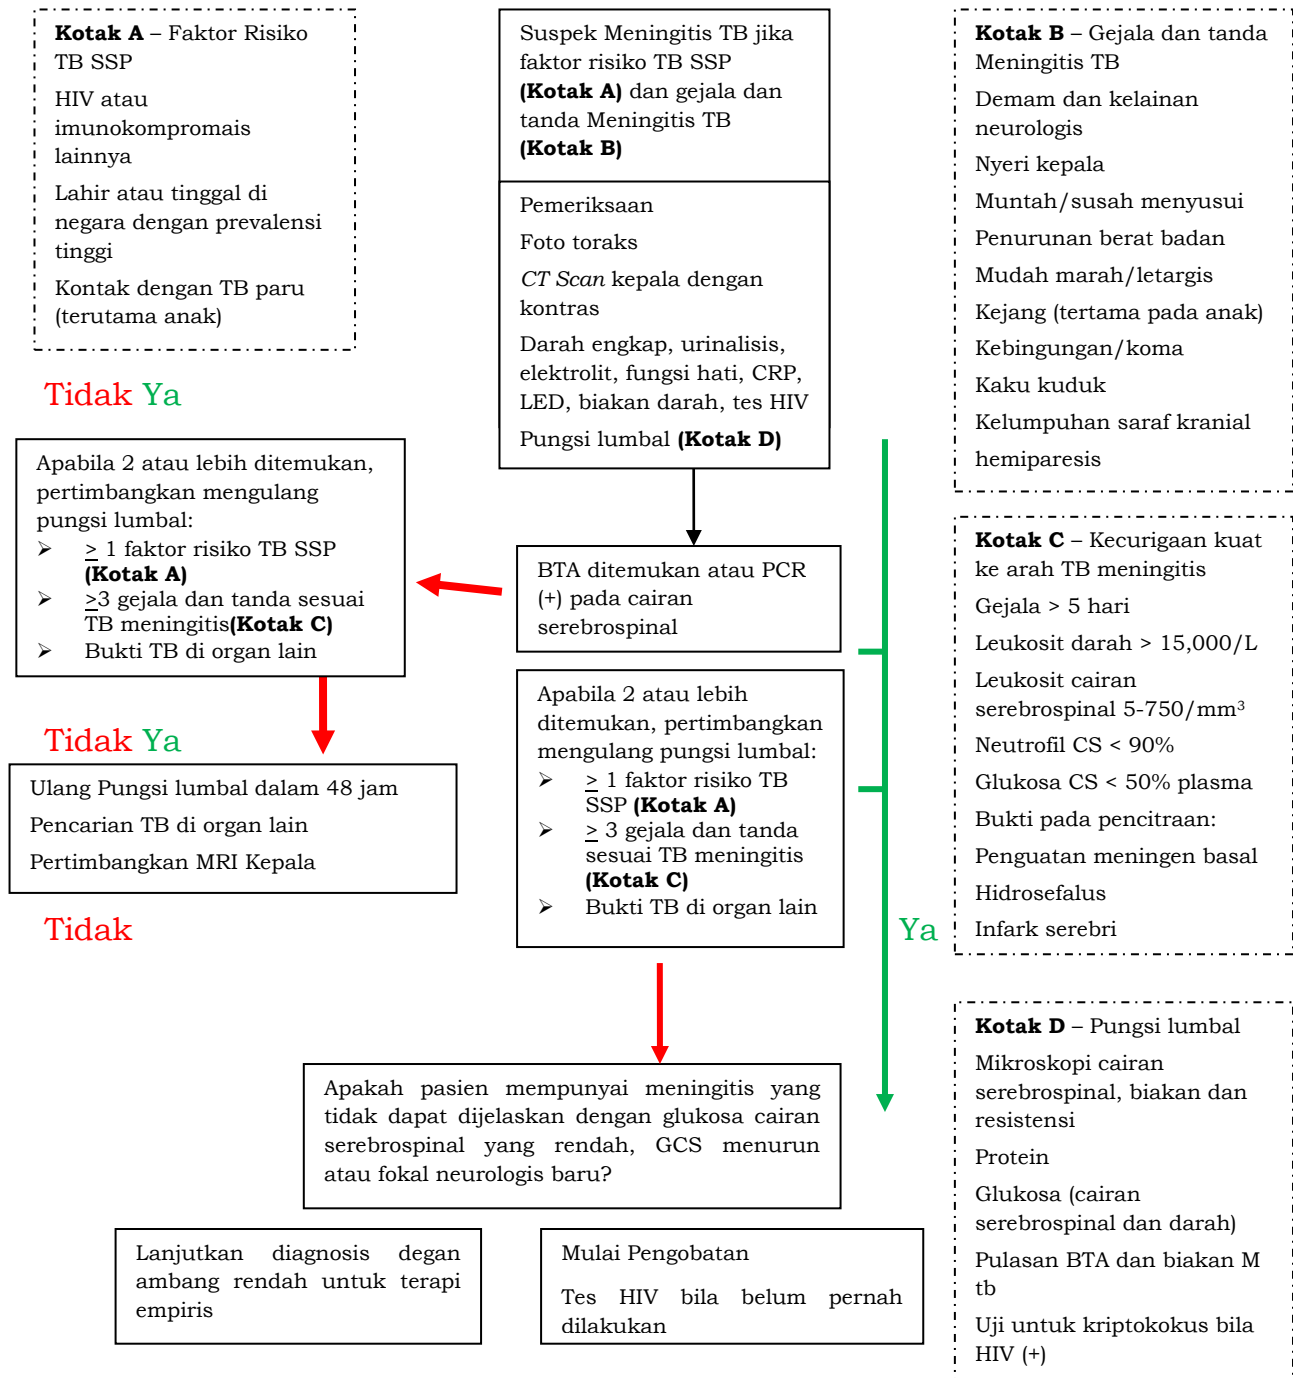 Kotak A – Faktor Risiko
TB SSP
HIV atau
imunokompromais
lainnya
Lahir atau tinggal di
negara dengan prevalensi
tinggi
Kontak dengan TB paru
(terutama anak)
Suspek Meningitis TB jika
faktor risiko TB SSP
(Kotak A) dan gejala dan
tanda Meningitis TB
(Kotak B)
Pemeriksaan
Foto toraks
CT Scan kepala dengan
kontras
Darah engkap, urinalisis,
elektrolit, fungsi hati, CRP,
LED, biakan darah, tes HIV
Pungsi lumbal (Kotak D)
Kotak B – Gejala dan tanda
Meningitis TB
Demam dan kelainan
neurologis
Nyeri kepala
Muntah/susah menyusui
Penurunan berat badan
Mudah marah/letargis
Kejang (tertama pada anak)
Kebingungan/koma
Kaku kuduk
Kelumpuhan saraf kranial
hemiparesis
Tidak Ya
Apabila 2 atau lebih ditemukan,
pertimbangkan mengulang
pungsi lumbal:
➢ ≥ 1 faktor risiko TB SSP
(Kotak A)
➢ ≥3 gejala dan tanda sesuai
TB meningitis(Kotak C)
➢ Bukti TB di organ lain
BTA ditemukan atau PCR
(+) pada cairan
serebrospinal
Kotak C – Kecurigaan kuat
ke arah TB meningitis
Gejala > 5 hari
Leukosit darah > 15,000/L
Leukosit cairan
serebrospinal 5-750/mm³
Neutrofil CS < 90%
Glukosa CS < 50% plasma
Bukti pada pencitraan:
Penguatan meningen basal
Hidrosefalus
Infark serebri
Apabila 2 atau lebih
ditemukan, pertimbangkan
mengulang pungsi lumbal:
➢ ≥ 1 faktor risiko TB
SSP (Kotak A)
➢ ≥ 3 gejala dan tanda
sesuai TB meningitis
(Kotak C)
➢ Bukti TB di organ lain
Tidak Ya
Ulang Pungsi lumbal dalam 48 jam
Pencarian TB di organ lain
Pertimbangkan MRI Kepala
Tidak
Ya
Apakah pasien mempunyai meningitis yang
tidak dapat dijelaskan dengan glukosa cairan
serebrospinal yang rendah, GCS menurun
atau fokal neurologis baru?
Kotak D – Pungsi lumbal
Mikroskopi cairan
serebrospinal, biakan dan
resistensi
Protein
Glukosa (cairan
serebrospinal dan darah)
Pulasan BTA dan biakan M
tb
Uji untuk kriptokokus bila
HIV (+)
Lanjutkan diagnosis degan
ambang rendah untuk terapi
empiris
Mulai Pengobatan
Tes HIV bila belum pernah
dilakukan